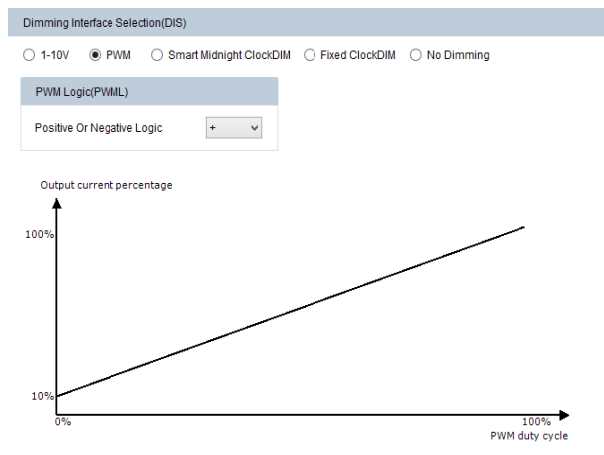 Dimming Interface Selection(DIS)
1-10V PWM Smart Midnight ClockDIM Fixed ClockDIM No Dimming
PWM Logic(PWML)
Positive Or Negative Logic +
Output current percentage
100%
10%
0% 100%
PWM duty cycle